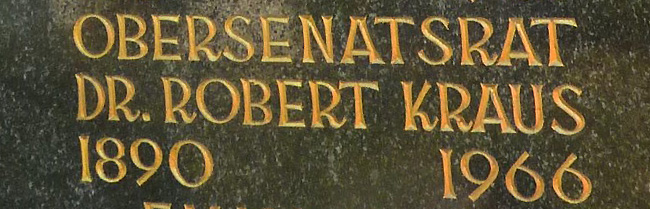 OBERSENATSRAT
DR. ROBERT KRAUS
1890 1966